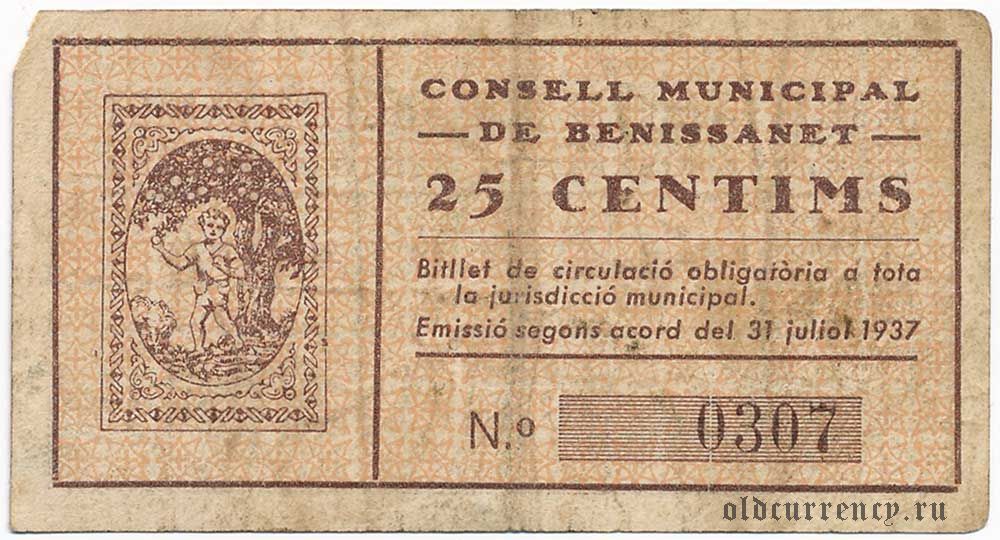 CONSELL MUNICIPAL
— DE BENISSANET —
25 CENTIMS
Bitllet de circulació obligatòria a tota
la jurisdicció municipal.
Emissió segons acord del 31 juliol 1937
N.º 0307
oldcurrency.ru